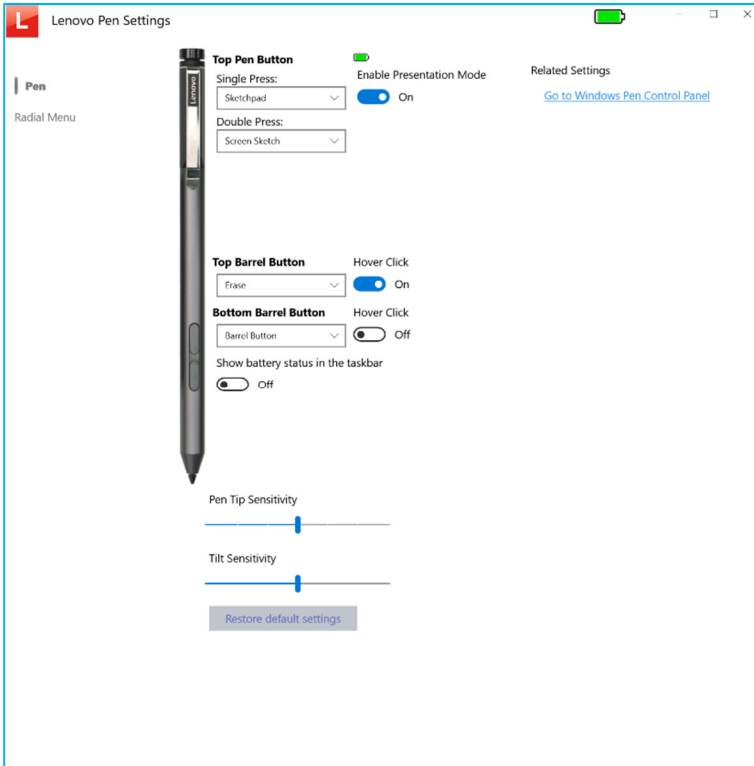 L
Lenovo Pen Settings
Pen
Radial Menu
Lenovo
Top Pen Button
Single Press:
Sketchpad
Double Press:
Screen Sketch
Enable Presentation Mode
On
Related Settings
Go to Windows Pen Control Panel
Top Barrel Button
Hover Click
Erase
On
Bottom Barrel Button
Hover Click
Barrel Button
Off
Show battery status in the taskbar
Off
Pen Tip Sensitivity
Tilt Sensitivity
Restore default settings